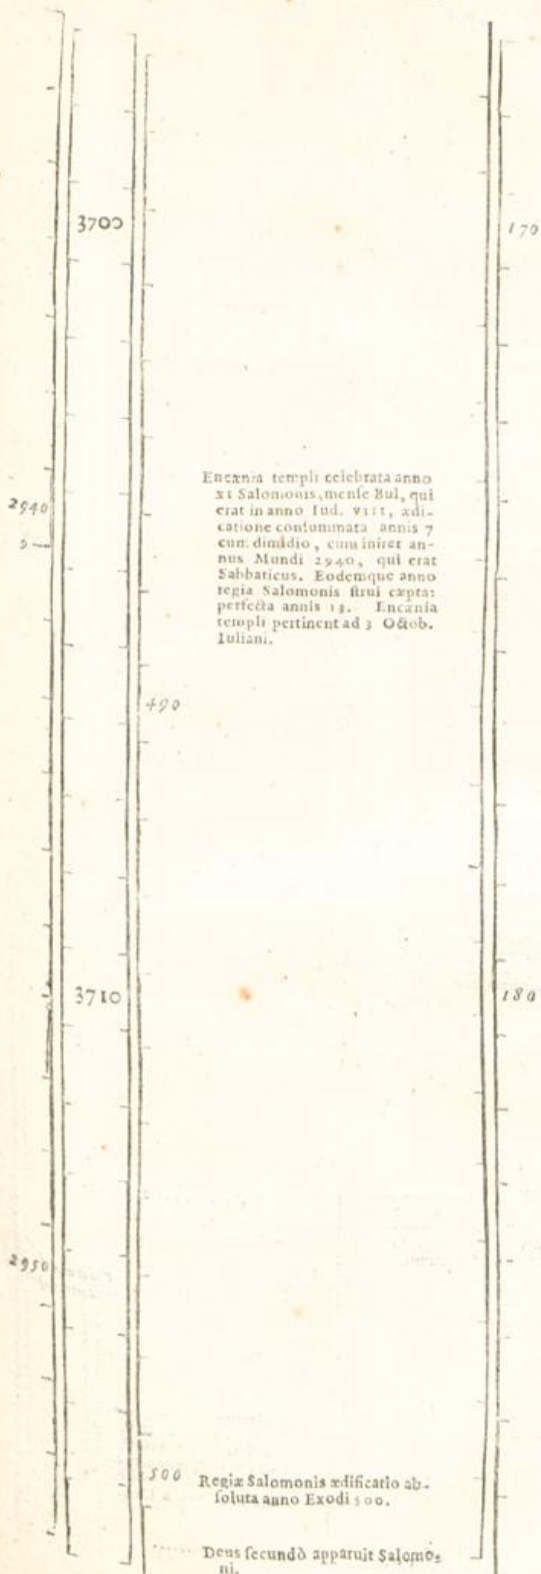 3700
170
Encænia templi celebrata anno
xi Salomonis, mense Bul, qui
erat in anno Iud. viii, ædi-
catione consummata annis 7
cum dimidio, cum iniret an-
nus Mundi 2940, qui erat
Sabbaticus. Eodemque anno
regia Salomonis strui cæpta:
perfecta annis 13. Encænia
templi pertinent ad 3 Octob.
Iuliani.
2940
9
490
3710
180
2950
500
Regiæ Salomonis ædificatio ab-
soluta anno Exodi 500.
Deus secundò apparuit Salomo-
ni.